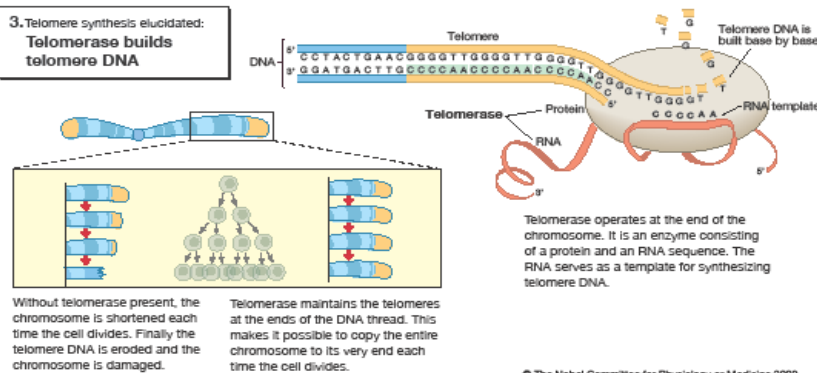 3. Telomere synthesis elucidated:
Telomerase builds
telomere DNA
Telomere
DNA
5'
CCTACTGAACGGGGTTGGGGTTGGGGTTGGGGTTGGGGTT
3'
GGATGACTTGCCCCAACCCCAACCCCAACC
5'
T
G
G
G
T
Telomere DNA is
built base by base
Telomerase
Protein
RNA
CCCCAA
RNA template
3'
5'
Telomerase operates at the end of the
chromosome. It is an enzyme consisting
of a protein and an RNA sequence. The
RNA serves as a template for synthesizing
telomere DNA.
Without telomerase present, the
chromosome is shortened each
time the cell divides. Finally the
telomere DNA is eroded and the
chromosome is damaged.
Telomerase maintains the telomeres
at the ends of the DNA thread. This
makes it possible to copy the entire
chromosome to its very end each
time the cell divides.
© The Nobel Committee for Physiology or Medicine